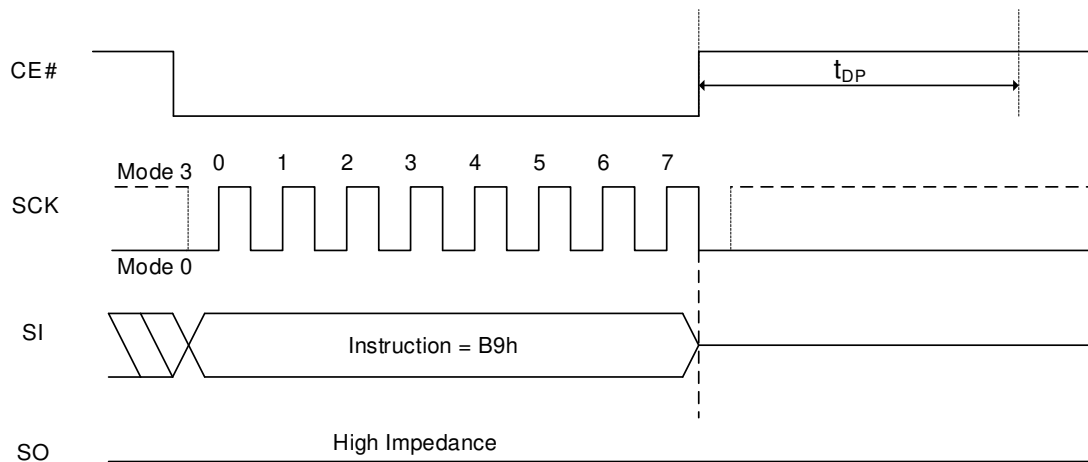 CE#
tDP
Mode 3
0 1 2 3 4 5 6 7
SCK
Mode 0
SI
Instruction = B9h
SO
High Impedance